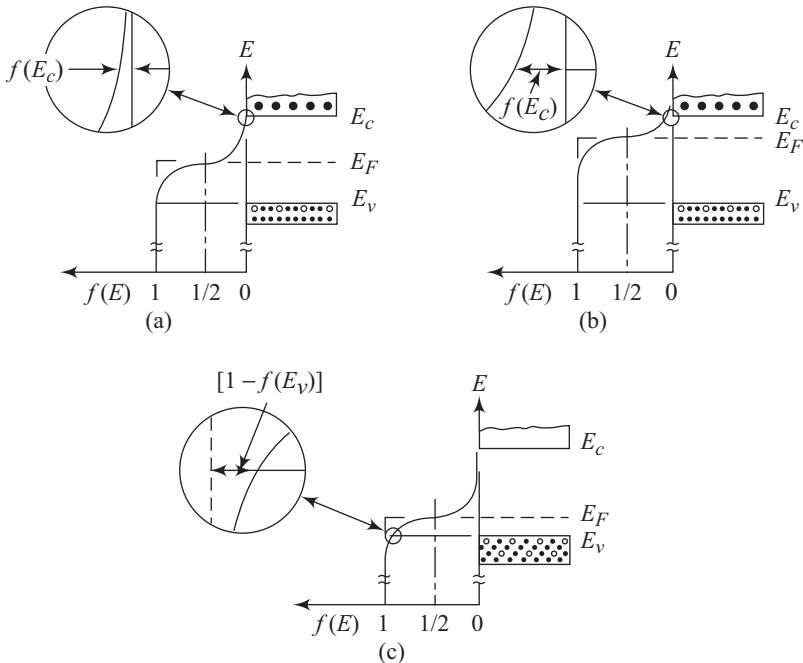 E
f(E_c)
E_c
E_F
E_v
f(E) 1 1/2 0
(a)
E
f(E_c)
E_c
E_F
E_v
f(E) 1 1/2 0
(b)
[1 − f(E_v)]
E
E_c
E_F
E_v
f(E) 1 1/2 0
(c)